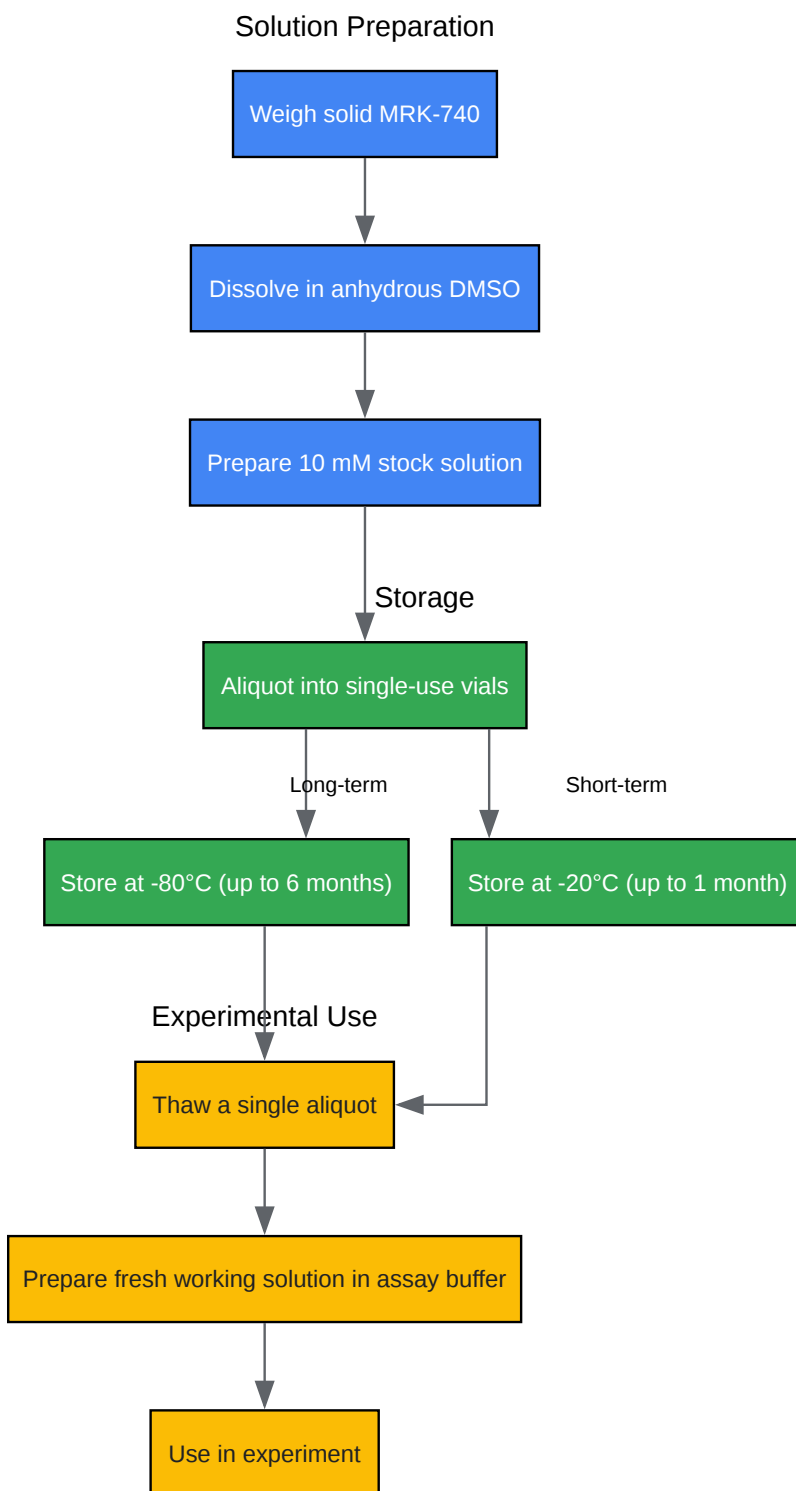 Solution Preparation
Weigh solid MRK-740
Dissolve in anhydrous DMSO
Prepare 10 mM stock solution
Storage
Aliquot into single-use vials
Long-term
Short-term
Store at -80°C (up to 6 months)
Store at -20°C (up to 1 month)
Experimental Use
Thaw a single aliquot
Prepare fresh working solution in assay buffer
Use in experiment